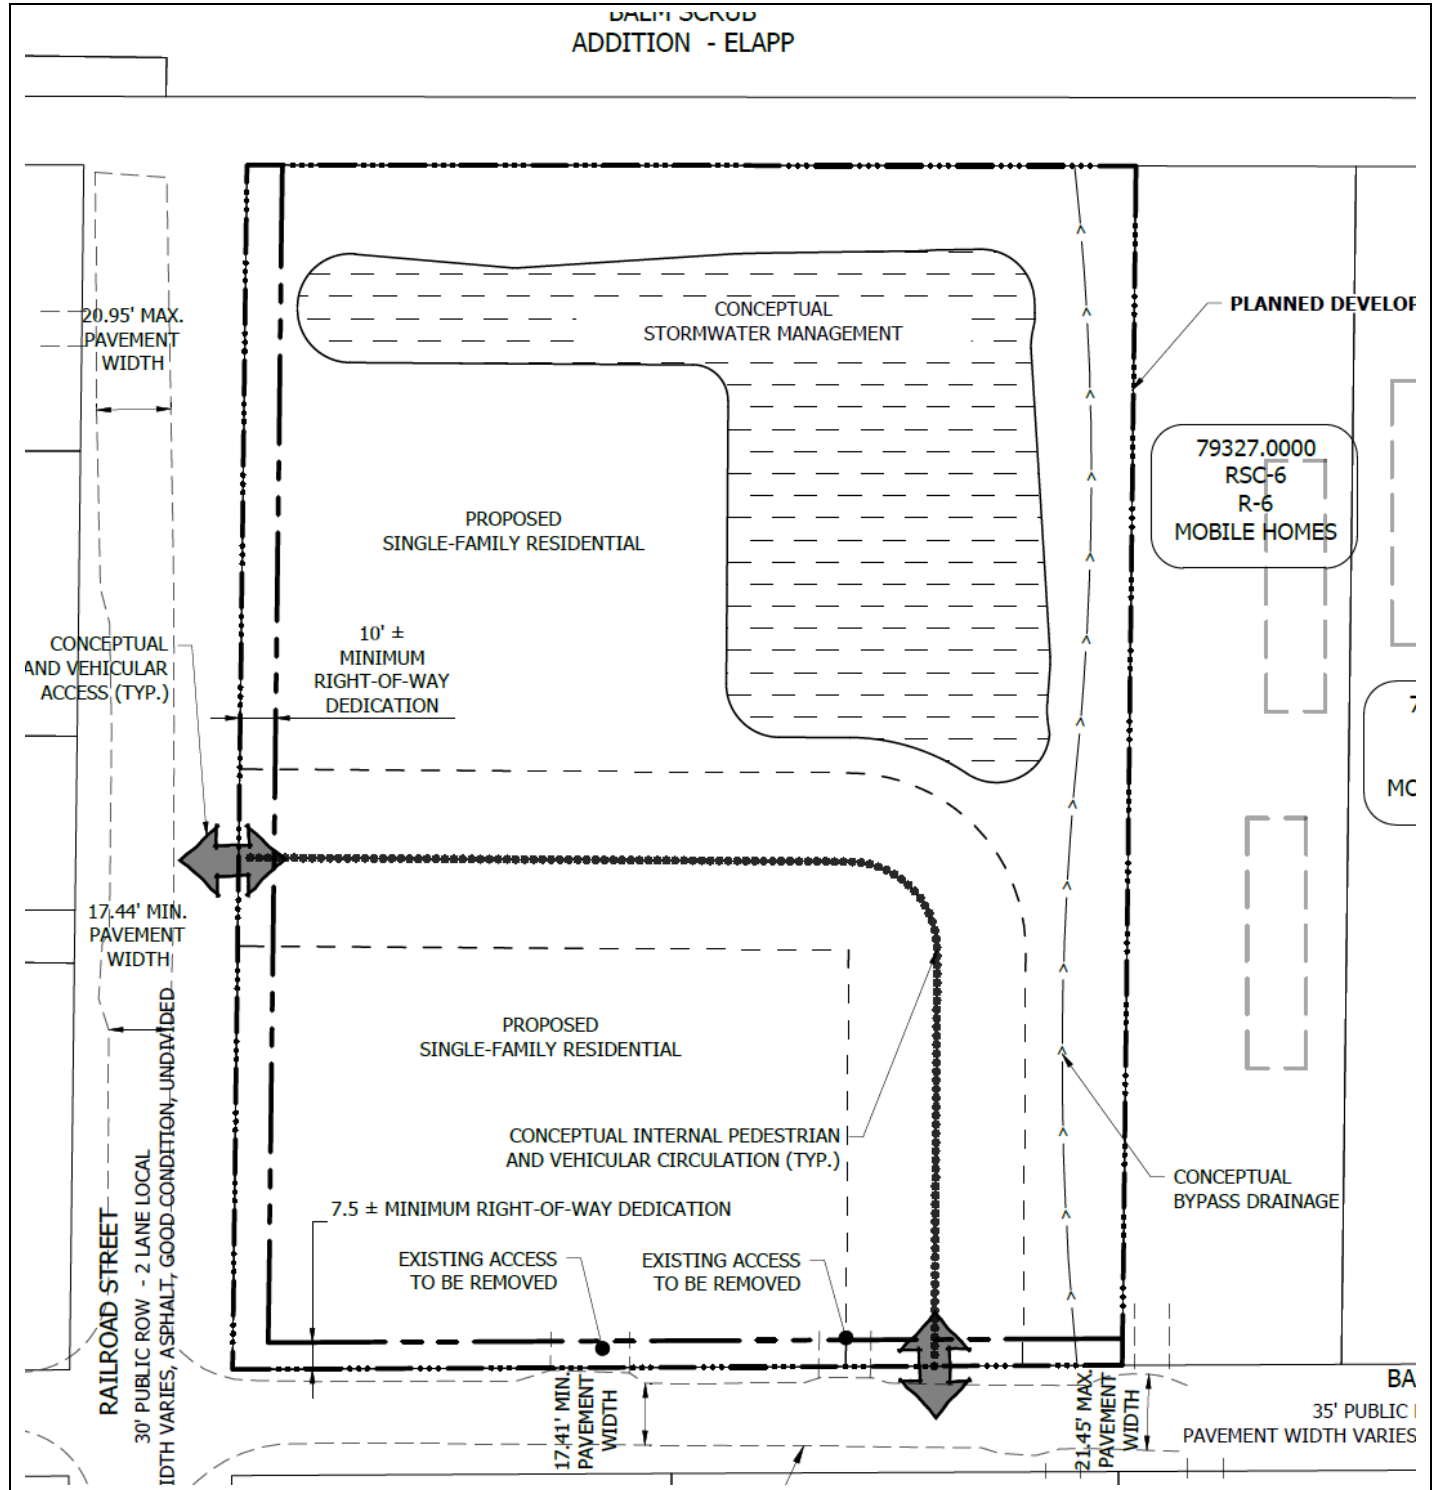 BALM SCRUB
ADDITION - ELAPP
20.95' MAX.
PAVEMENT
WIDTH
CONCEPTUAL
STORMWATER MANAGEMENT
PLANNED DEVELOP
79327.0000
RSC-6
R-6
MOBILE HOMES
PROPOSED
SINGLE-FAMILY RESIDENTIAL
CONCEPTUAL
AND VEHICULAR
ACCESS (TYP.)
10' ±
MINIMUM
RIGHT-OF-WAY
DEDICATION
7
MO
17.44' MIN.
PAVEMENT
WIDTH
PROPOSED
SINGLE-FAMILY RESIDENTIAL
CONCEPTUAL INTERNAL PEDESTRIAN
AND VEHICULAR CIRCULATION (TYP.)
CONCEPTUAL
BYPASS DRAINAGE
7.5 ± MINIMUM RIGHT-OF-WAY DEDICATION
EXISTING ACCESS
TO BE REMOVED
EXISTING ACCESS
TO BE REMOVED
RAILROAD STREET
30' PUBLIC ROW - 2 LANE LOCAL
IDTH VARIES, ASPHALT, GOOD CONDITION, UNDIVIDED
17.41' MIN.
PAVEMENT
WIDTH
21.45' MAX.
PAVEMENT
WIDTH
BA
35' PUBLIC
PAVEMENT WIDTH VARIES